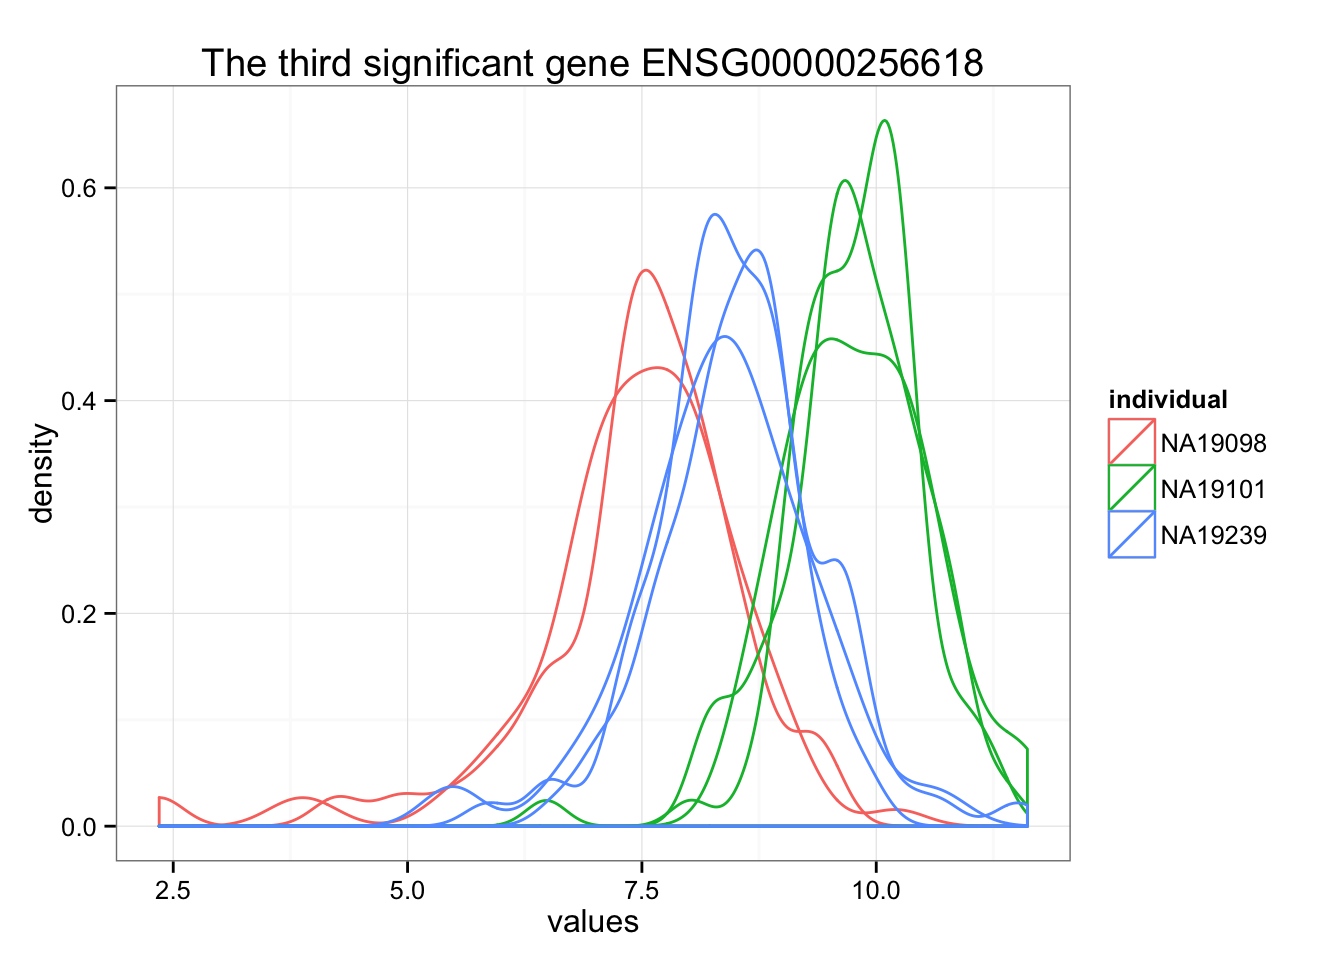 The third significant gene ENSG00000256618
0.6
0.4
0.2
0.0
density
2.5 5.0 7.5 10.0
values
individual
NA19098
NA19101
NA19239